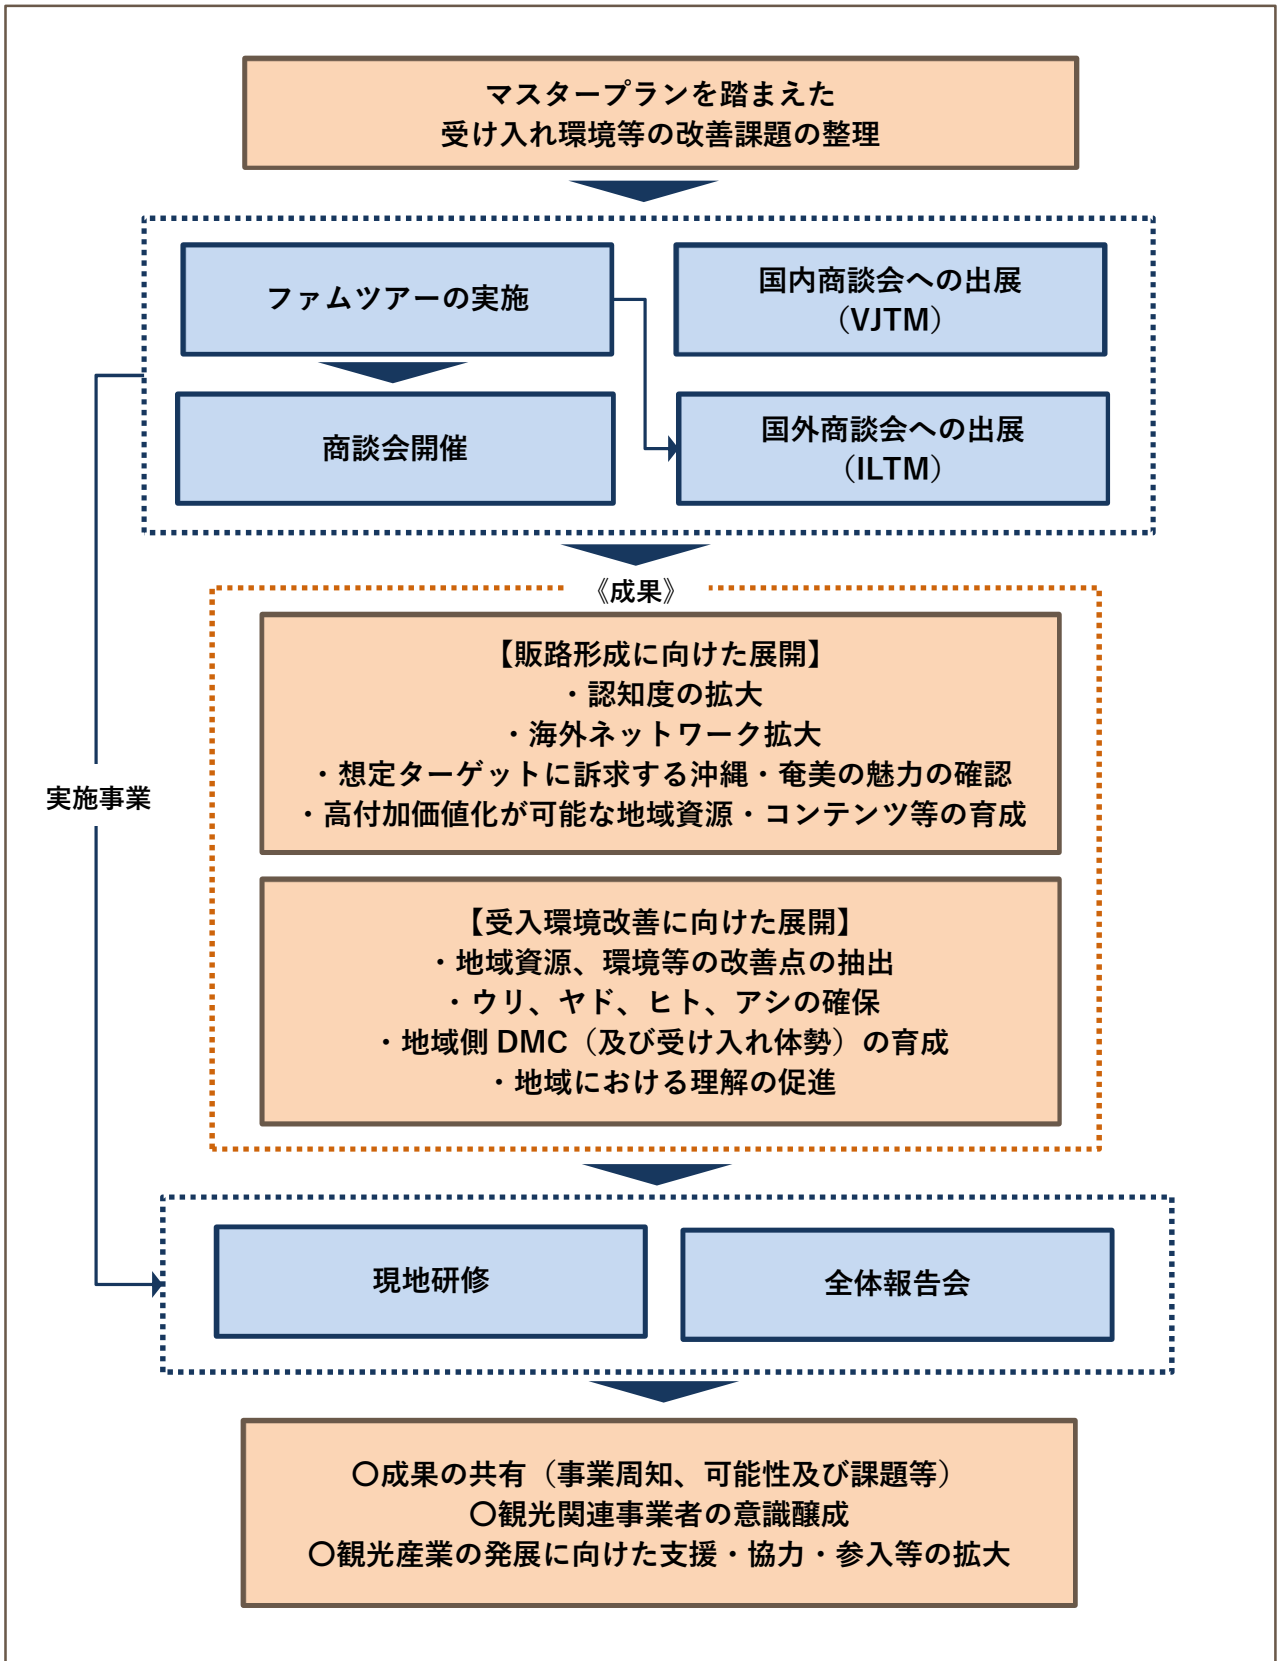 マスタープランを踏まえた
受け入れ環境等の改善課題の整理
ファムツアーの実施
国内商談会への出展
（VJTM）
商談会開催
国外商談会への出展
（ILTM）
《成果》
【販路形成に向けた展開】
・認知度の拡大
・海外ネットワーク拡大
・想定ターゲットに訴求する沖縄・奄美の魅力の確認
・高付加価値化が可能な地域資源・コンテンツ等の育成
実施事業
【受入環境改善に向けた展開】
・地域資源、環境等の改善点の抽出
・ウリ、ヤド、ヒト、アシの確保
・地域側 DMC（及び受け入れ体勢）の育成
・地域における理解の促進
現地研修
全体報告会
〇成果の共有（事業周知、可能性及び課題等）
〇観光関連事業者の意識醸成
〇観光産業の発展に向けた支援・協力・参入等の拡大